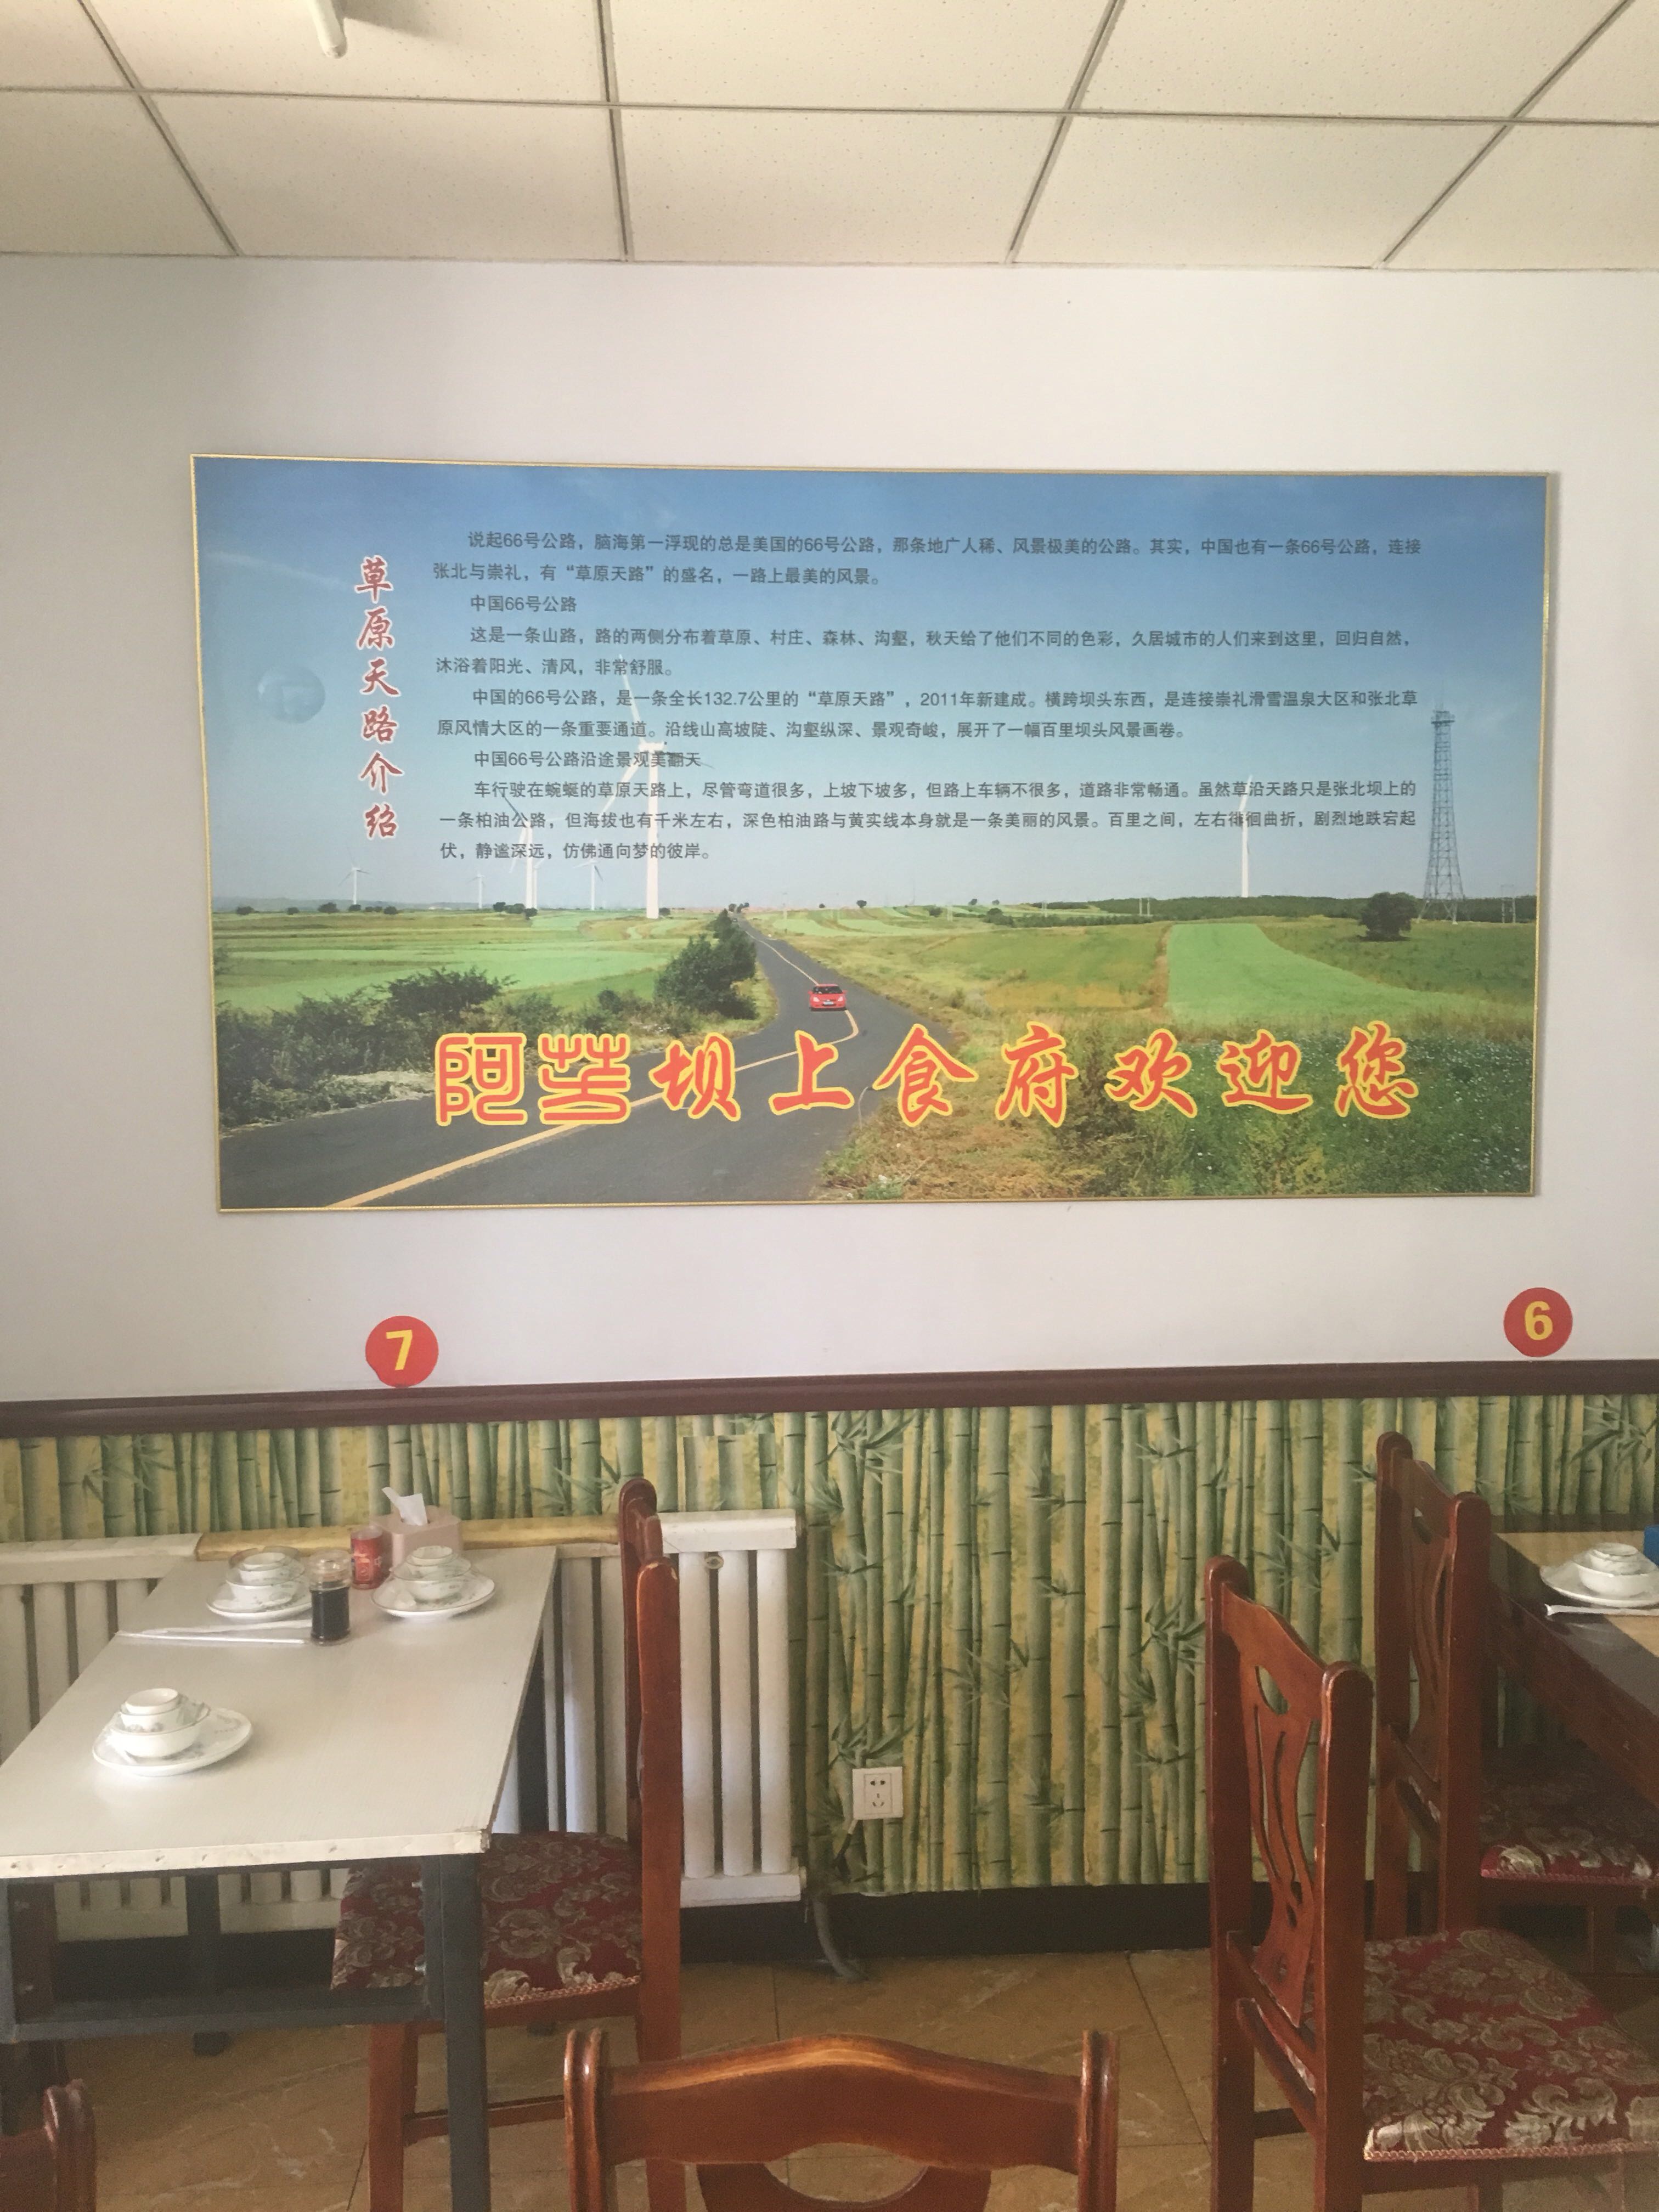 草原天路介绍
说起66号公路，脑海第一浮现的总是美国的66号公路，那条地广人稀、风景极美的公路。其实，中国也有一条66号公路，连接
张北与崇礼，有“草原天路”的盛名，一路上最美的风景。
中国66号公路
这是一条山路，路的两侧分布着草原、村庄、森林、沟壑，秋天给了他们不同的色彩，久居城市的人们来到这里，回归自然，
沐浴着阳光、清风，非常舒服。
中国的66号公路，是一条全长132.7公里的“草原天路”，2011年新建成。横跨坝头东西，是连接崇礼滑雪温泉大区和张北草
原风情大区的一条重要通道。沿线山高坡陡、沟壑纵深、景观奇峻，展开了一幅百里坝头风景画卷。
中国66号公路沿途景观美翻天
车行驶在蜿蜒的草原天路上，尽管弯道很多，上坡下坡多，但路上车辆不很多，道路非常畅通。虽然草沿天路只是张北坝上的
一条柏油公路，但海拔也有千米左右，深色柏油路与黄实线本身就是一条美丽的风景。百里之间，左右徘徊曲折，剧烈地跌宕起
伏，静谧深远，仿佛通向梦的彼岸。
阿芳坝上食府欢迎您
7
6